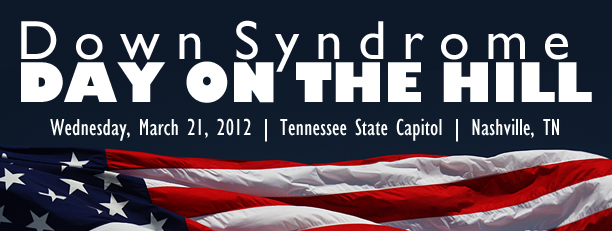 Down Syndrome
DAY ON THE HILL
Wednesday, March 21, 2012 | Tennessee State Capitol | Nashville, TN